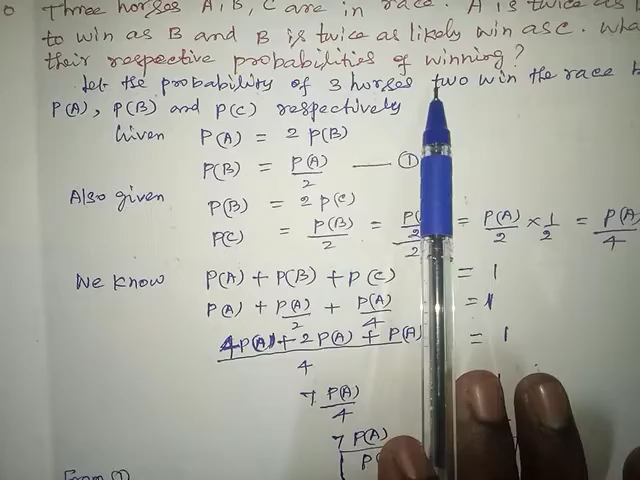 Three horses A, B, C are in race. A is twice as
to win as B and B is twice as likely win as C. Wha
their respective probabilities of winning?
let the probability of 3 horses two win the race
P(A), P(B) and P(C) respectively
Given P(A) = 2 P(B)
P(B) = P(A)/2 — ①
Also given P(B) = 2 P(C)
P(C) = P(B)/2 = = P(A)/2 × 1/2 = P(A)/4
We know P(A) + P(B) + P(C) = 1
P(A) + P(A)/2 + P(A)/4 = 1
4P(A) + 2P(A) + P(A) / 4 = 1
7 P(A)/4
7 P(A)
From ①